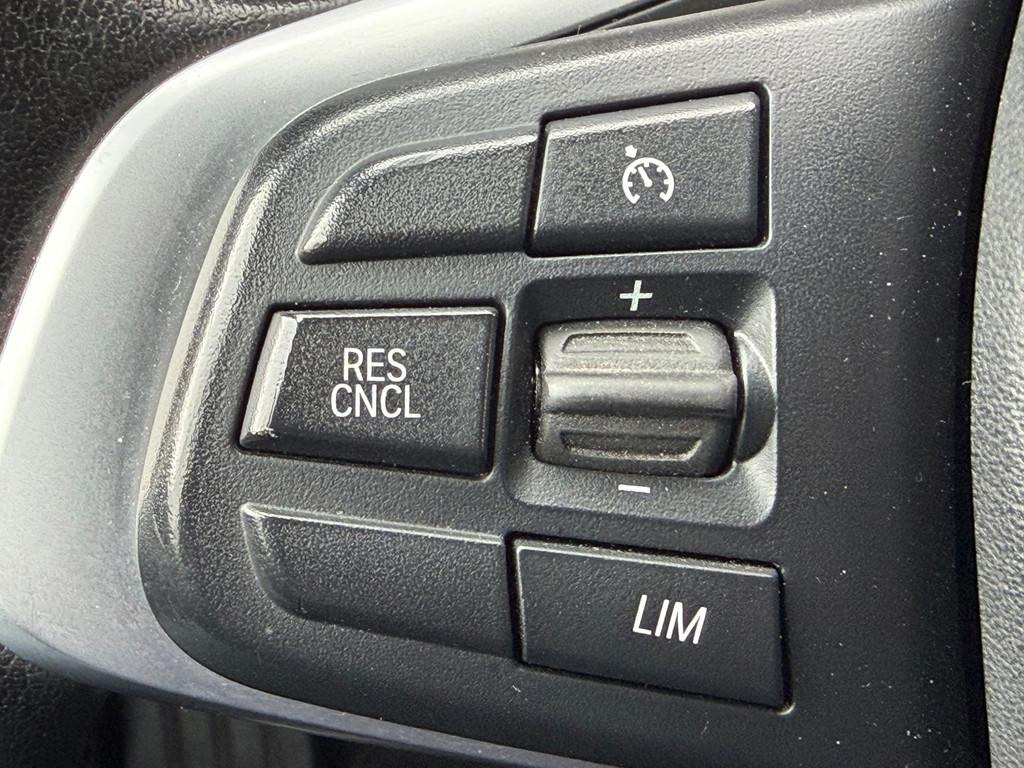 +
RES
CNCL
–
LIM